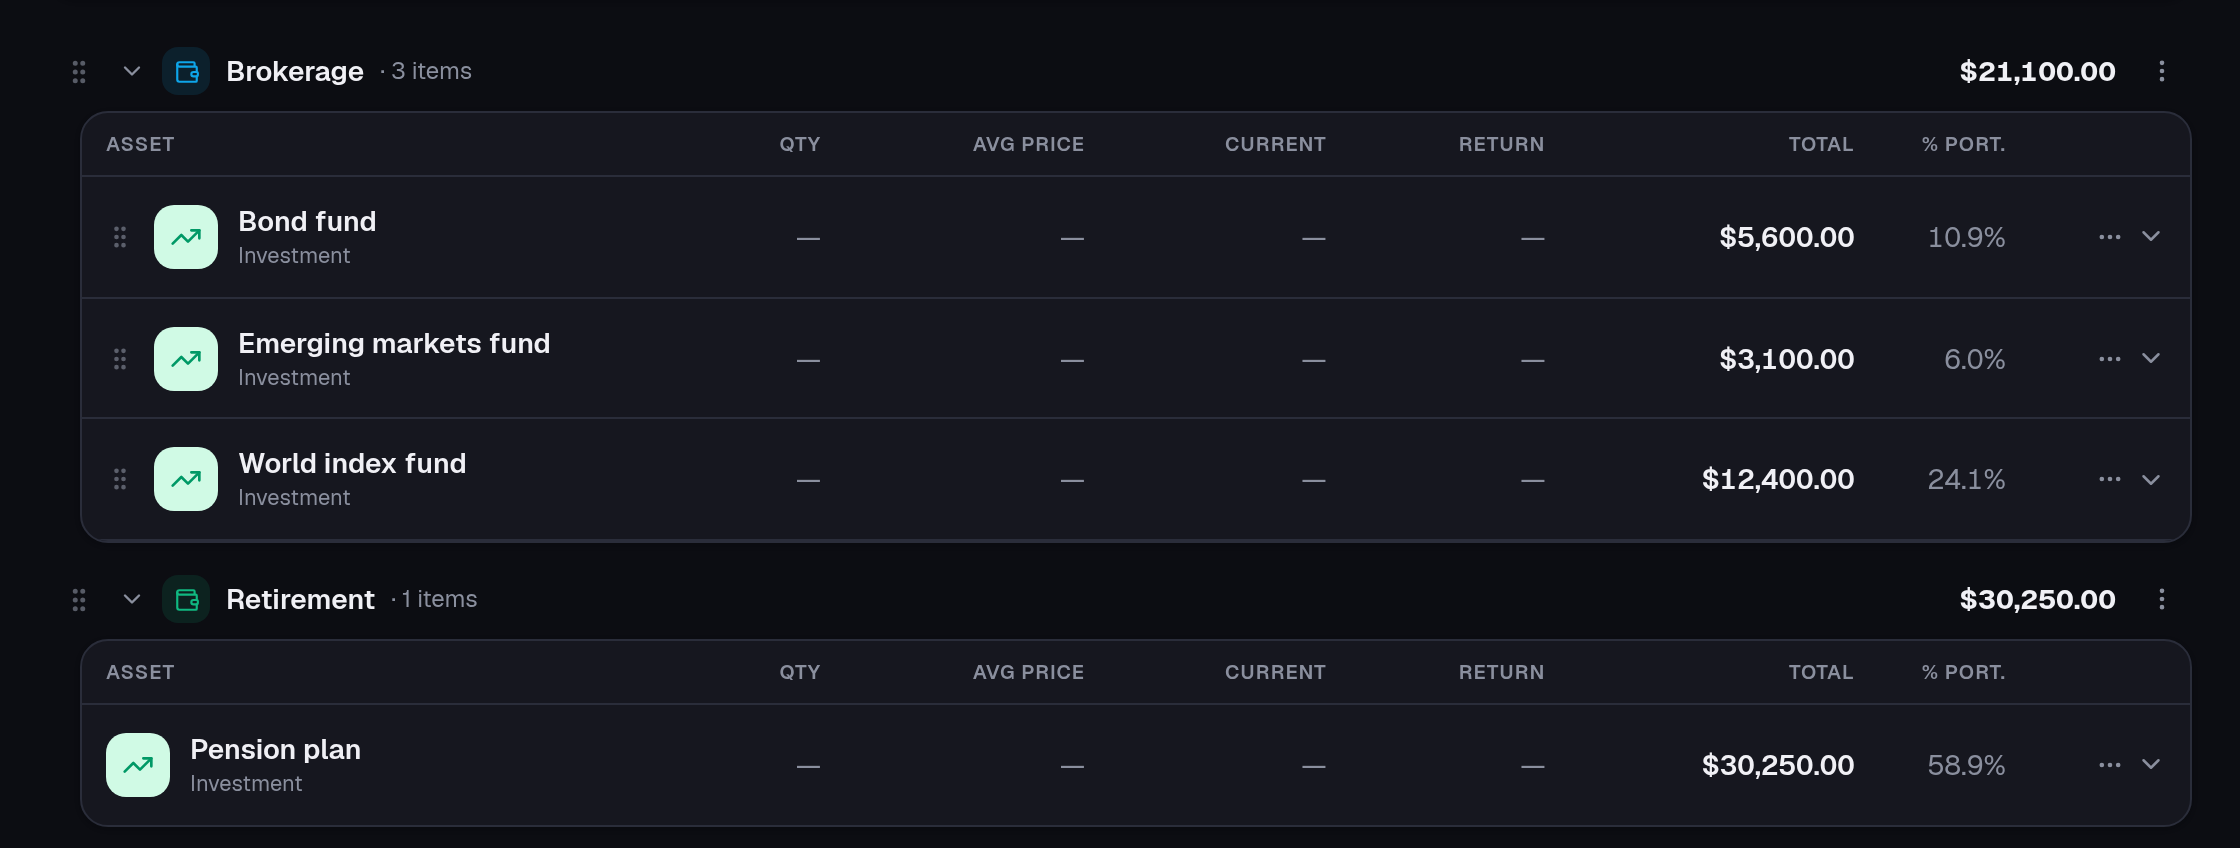 Brokerage · 3 items $21,100.00
ASSET QTY AVG PRICE CURRENT RETURN TOTAL % PORT.
Bond fund
Investment
— — — — $5,600.00 10.9%
Emerging markets fund
Investment
— — — — $3,100.00 6.0%
World index fund
Investment
— — — — $12,400.00 24.1%
Retirement · 1 items $30,250.00
ASSET QTY AVG PRICE CURRENT RETURN TOTAL % PORT.
Pension plan
Investment
— — — — $30,250.00 58.9%